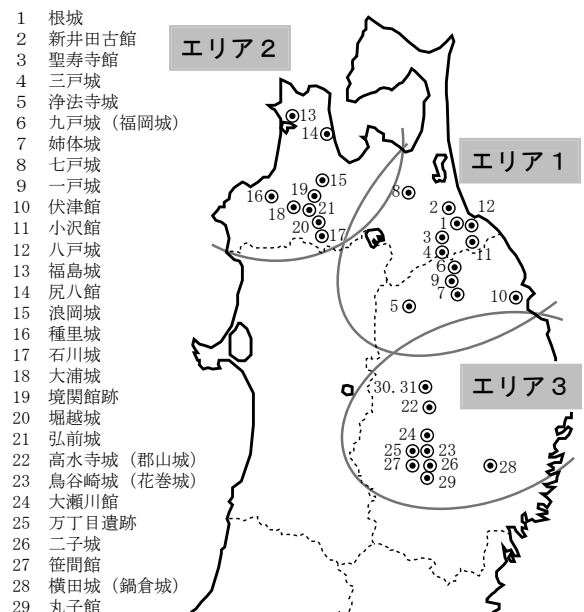 1 根城
2 新井田古館
3 聖寿寺館
4 三戸城
5 浄法寺城
6 九戸城（福岡城）
7 姉体城
8 七戸城
9 一戸城
10 伏津館
11 小沢館
12 八戸城
13 福島城
14 尻八館
15 浪岡城
16 種里城
17 石川城
18 大浦城
19 境関館跡
20 堀越城
21 弘前城
22 高水寺城（郡山城）
23 鳥谷崎城（花巻城）
24 大瀬川館
25 万丁目遺跡
26 二子城
27 笹間館
28 横田城（鍋倉城）
29 丸子館
エリア２
13
14
エリア１
15
16
19
8
18
21
2
12
20
1
17
3
11
4
6
9
7
10
5
エリア３
30. 31
22
24
25
23
27
26
28
29